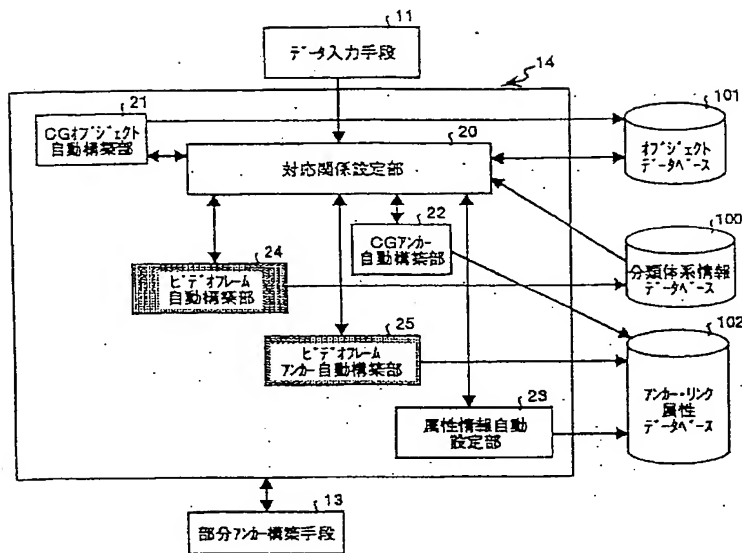 11
データ入力手段
14
21
CGオブジェクト
自動構築部
20
対応関係設定部
101
オブジェクト
データベース
22
CGアンカー
自動構築部
100
分類体系情報
データベース
24
ビデオフレーム
自動構築部
25
ビデオフレーム
アンカー自動構築部
102
アンカー・リンク
属性
データベース
23
属性情報自動
設定部
13
部分アンカー構築手段